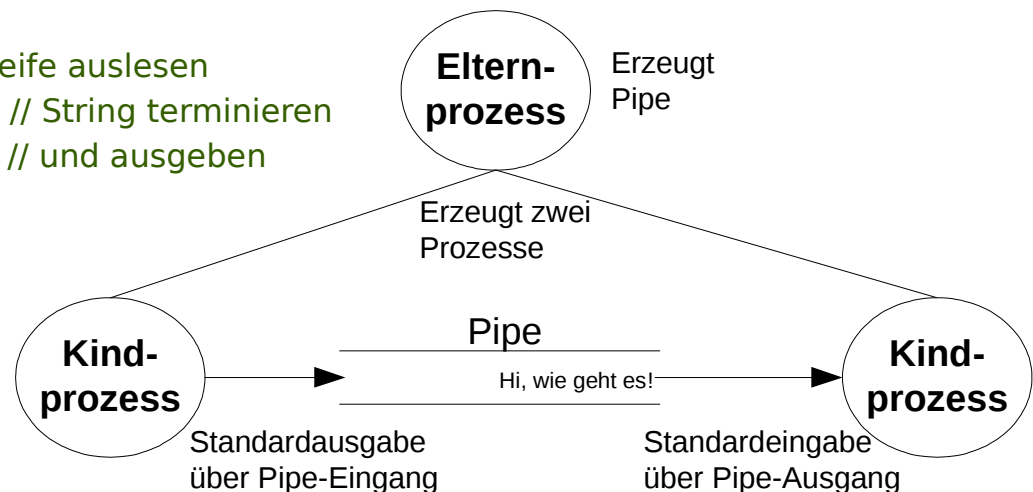 eife auslesen
// String terminieren
// und ausgeben
Eltern-
prozess
Erzeugt
Pipe
Erzeugt zwei
Prozesse
Kind-
prozess
Pipe
Hi, wie geht es!
Kind-
prozess
Standardausgabe
über Pipe-Eingang
Standardeingabe
über Pipe-Ausgang